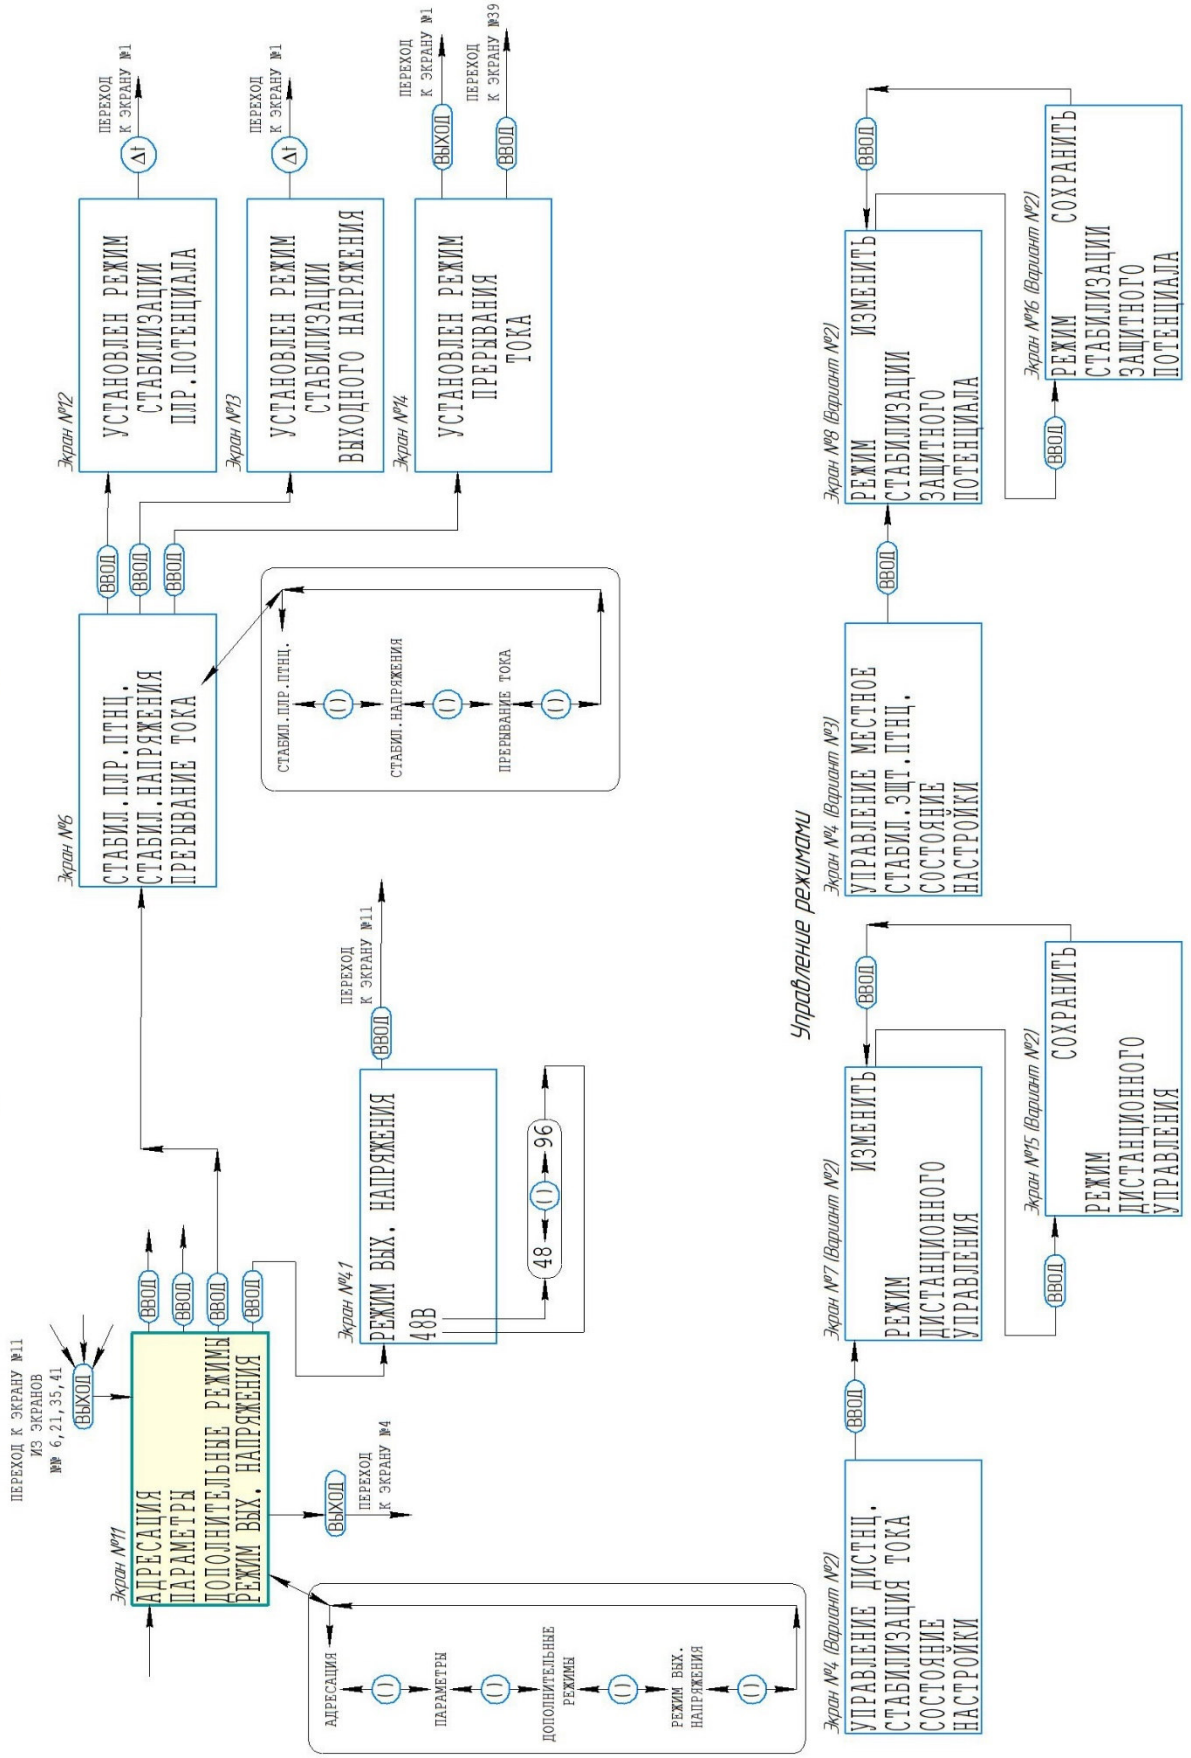 ПЕРЕХОД К ЭКРАНУ №11
ИЗ ЭКРАНОВ
№№ 6,21,35,41
ВЫХОД
Экран №11
АДРЕСАЦИЯ
ПАРАМЕТРЫ
ДОПОЛНИТЕЛЬНЫЕ РЕЖИМЫ
РЕЖИМ ВЫХ. НАПРЯЖЕНИЯ
ВВОД
ВВОД
ВВОД
ВВОД
ВЫХОД
ПЕРЕХОД
К ЭКРАНУ №4
АДРЕСАЦИЯ
()
ПАРАМЕТРЫ
()
ДОПОЛНИТЕЛЬНЫЕ
РЕЖИМЫ
()
РЕЖИМ ВЫХ.
НАПРЯЖЕНИЯ
()
Экран №41
РЕЖИМ ВЫХ. НАПРЯЖЕНИЯ
48В
ВВОД
ПЕРЕХОД
К ЭКРАНУ №11
48
()
96
Экран №6
СТАБИЛ.ПЛР.ПТНЦ.
СТАБИЛ.НАПРЯЖЕНИЯ
ПРЕРЫВАНИЕ ТОКА
ВВОД
ВВОД
ВВОД
СТАБИЛ.ПЛР.ПТНЦ.
()
СТАБИЛ.НАПРЯЖЕНИЯ
()
ПРЕРЫВАНИЕ ТОКА
()
Экран №12
УСТАНОВЛЕН РЕЖИМ
СТАБИЛИЗАЦИИ
ПЛР.ПОТЕНЦИАЛА
Δt
ПЕРЕХОД
К ЭКРАНУ №1
Экран №13
УСТАНОВЛЕН РЕЖИМ
СТАБИЛИЗАЦИИ
ВЫХОДНОГО НАПРЯЖЕНИЯ
Δt
ПЕРЕХОД
К ЭКРАНУ №1
Экран №14
УСТАНОВЛЕН РЕЖИМ
ПРЕРЫВАНИЯ
ТОКА
ВЫХОД
ПЕРЕХОД
К ЭКРАНУ №1
ВВОД
ПЕРЕХОД
К ЭКРАНУ №39
Управление режимами
Экран №4 (Вариант №2)
УПРАВЛЕНИЕ ДИСТНЦ.
СТАБИЛИЗАЦИЯ ТОКА
СОСТОЯНИЕ
НАСТРОЙКИ
ВВОД
Экран №7 (Вариант №2)
ИЗМЕНИТЬ
РЕЖИМ
ДИСТАНЦИОННОГО
УПРАВЛЕНИЯ
ВВОД
ВВОД
Экран №15 (Вариант №2)
СОХРАНИТЬ
РЕЖИМ
ДИСТАНЦИОННОГО
УПРАВЛЕНИЯ
Экран №4 (Вариант №3)
УПРАВЛЕНИЕ МЕСТНОЕ
СТАБИЛ.ЗЩТ.ПТНЦ.
СОСТОЯНИЕ
НАСТРОЙКИ
ВВОД
Экран №8 (Вариант №2)
РЕЖИМ ИЗМЕНИТЬ
СТАБИЛИЗАЦИИ
ЗАЩИТНОГО
ПОТЕНЦИАЛА
ВВОД
ВВОД
Экран №16 (Вариант №2)
РЕЖИМ СОХРАНИТЬ
СТАБИЛИЗАЦИИ
ЗАЩИТНОГО
ПОТЕНЦИАЛА